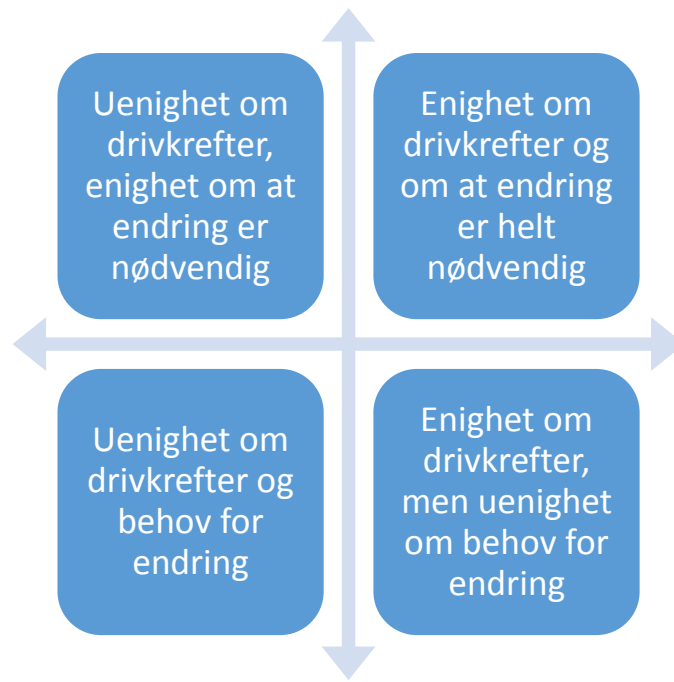 Uenighet om
drivkrefter,
enighet om at
endring er
nødvendig
Enighet om
drivkrefter og
om at endring
er helt
nødvendig
Uenighet om
drivkrefter og
behov for
endring
Enighet om
drivkrefter,
men uenighet
om behov for
endring